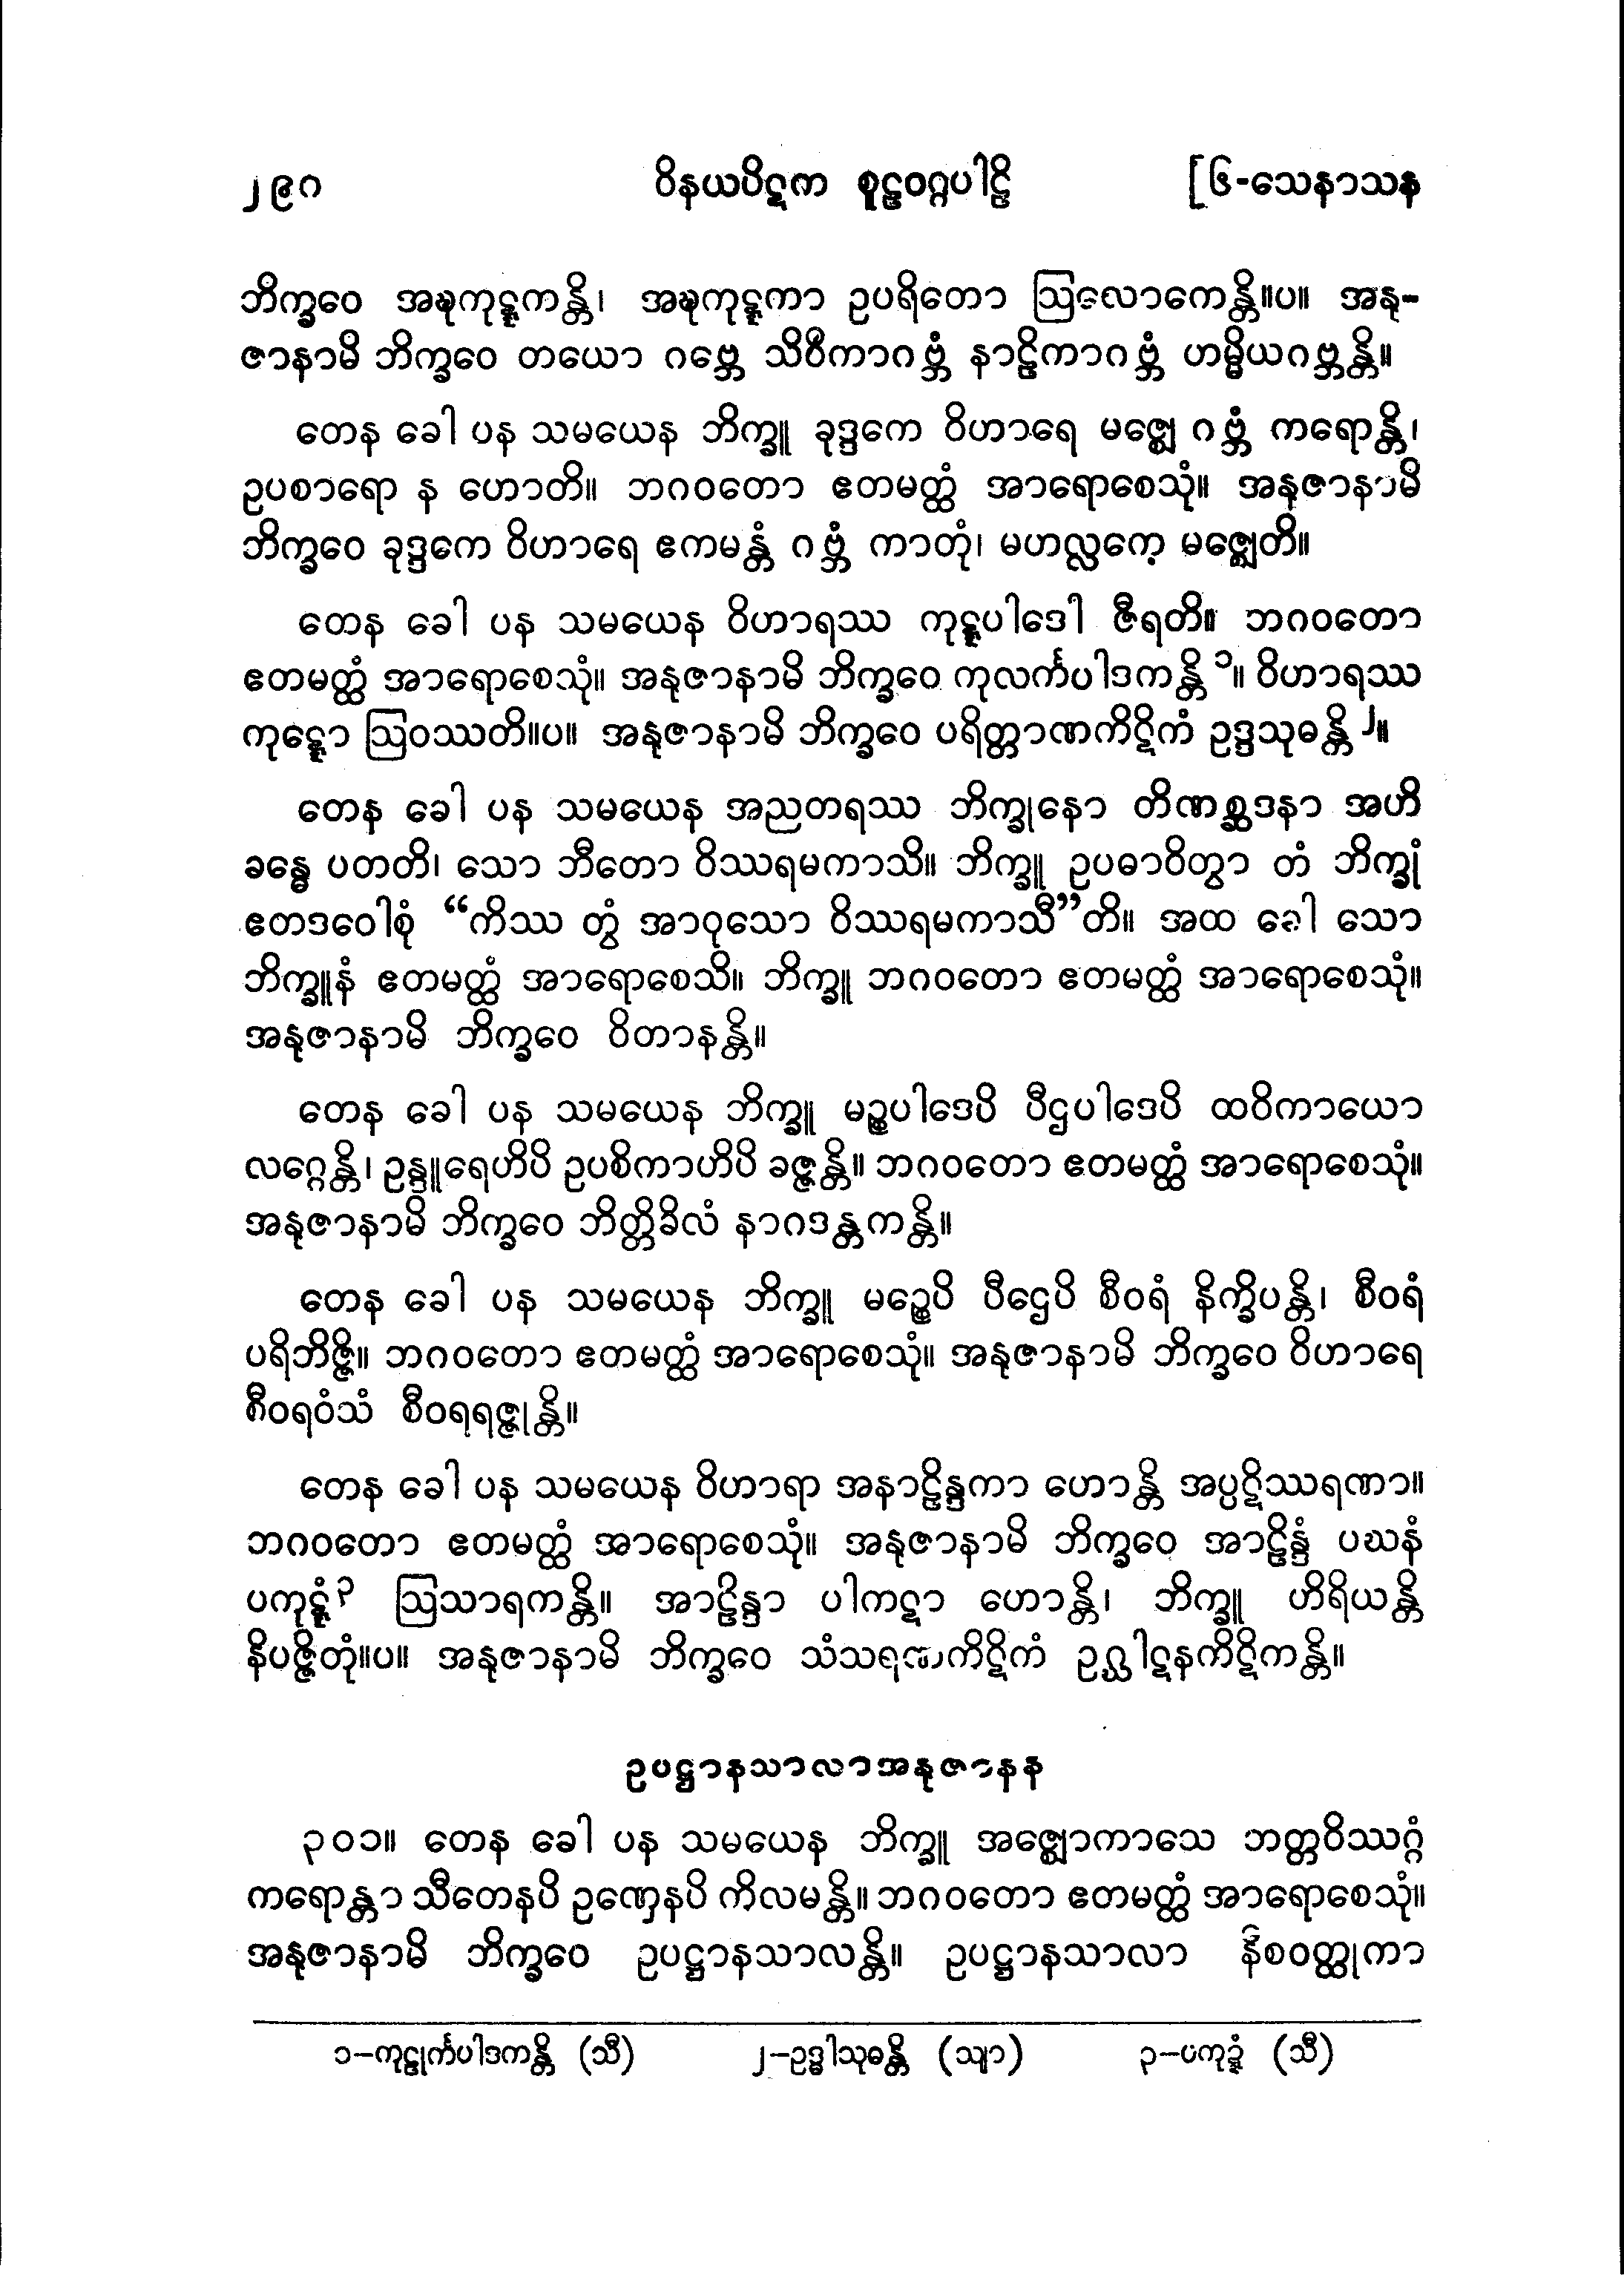 ၂၉ဂ ဝိနယပိဋက စူဠဝဂ္ဂပါဠိ [၆-သေနာသန
ဘိက္ခဝေ အဍ္ဎကုဋ္ဋကန္တိ၊ အဍ္ဎကုဋ္ဋကာ ဥပရိတော ဩလောကေန္တိ။ပ။ အနု-
ဇာနာမိ ဘိက္ခဝေ တယော ဂဗ္ဘေ သိဝိကာဂဗ္ဘံ နာဠိကာဂဗ္ဘံ ဟမ္မိယဂဗ္ဘန္တိ။
တေန ခေါ ပန သမယေန ဘိက္ခူ ခုဒ္ဒကေ ဝိဟာရေ မဇ္ဈေ ဂဗ္ဘံ ကရောန္တိ၊
ဥပစာရော န ဟောတိ။ ဘဂဝတော ဧတမတ္ထံ အာရောစေသုံ။ အနုဇာနာမိ
ဘိက္ခဝေ ခုဒ္ဒကေ ဝိဟာရေ ဧကမန္တံ ဂဗ္ဘံ ကာတုံ၊ မဟလ္လကေ မဇ္ဈေတိ။
တေန ခေါ ပန သမယေန ဝိဟာရဿ ကုဋ္ဋပါဒေါ ဇီရတိ။ ဘဂဝတော
ဧတမတ္ထံ အာရောစေသုံ။ အနုဇာနာမိ ဘိက္ခဝေ ကုလင်္ကပါဒကန္တိ ၁။ ဝိဟာရဿ
ကုဋ္ဋော ဩဝဿတိ။ပ။ အနုဇာနာမိ ဘိက္ခဝေ ပရိတ္တာဏကိဋိကံ ဥဒ္ဒသုဓန္တိ ၂။
တေန ခေါ ပန သမယေန အညတရဿ ဘိက္ခုနော တိဏစ္ဆဒနာ အဟိ
ခန္ဓေ ပတတိ၊ သော ဘီတော ဝိဿရမကာသိ။ ဘိက္ခူ ဥပဓာဝိတွာ တံ ဘိက္ခုံ
ဧတဒဝေါစုံ “ကိဿ တွံ အာဝုသော ဝိဿရမကာသီ”တိ။ အထ ခေါ သော
ဘိက္ခူနံ ဧတမတ္ထံ အာရောစေသိ။ ဘိက္ခူ ဘဂဝတော ဧတမတ္ထံ အာရောစေသုံ။
အနုဇာနာမိ ဘိက္ခဝေ ဝိတာနန္တိ။
တေန ခေါ ပန သမယေန ဘိက္ခူ မဉ္စပါဒေပိ ပီဌပါဒေပိ ထဝိကာယော
လဂ္ဂေန္တိ၊ ဥန္ဒူရေဟိပိ ဥပစိကာဟိပိ ခဇ္ဇန္တိ။ ဘဂဝတော ဧတမတ္ထံ အာရောစေသုံ။
အနုဇာနာမိ ဘိက္ခဝေ ဘိတ္တိခိလံ နာဂဒန္တကန္တိ။
တေန ခေါ ပန သမယေန ဘိက္ခူ မဉ္စေပိ ပီဌေပိ စီဝရံ နိက္ခိပန္တိ၊ စီဝရံ
ပရိဘိဇ္ဇိ။ ဘဂဝတော ဧတမတ္ထံ အာရောစေသုံ။ အနုဇာနာမိ ဘိက္ခဝေ ဝိဟာရေ
စီဝရဝံသံ စီဝရရဇ္ဇုန္တိ။
တေန ခေါ ပန သမယေန ဝိဟာရာ အနာဠိန္ဒကာ ဟောန္တိ အပ္ပဋိဿရဏာ။
ဘဂဝတော ဧတမတ္ထံ အာရောစေသုံ။ အနုဇာနာမိ ဘိက္ခဝေ အာဠိန္ဒံ ပဃနံ
ပကုဋ္ဋံ၃ ဩသာရကန္တိ။ အာဠိန္ဒာ ပါကဋာ ဟောန္တိ၊ ဘိက္ခူ ဟိရိယန္တိ
နိပဇ္ဇိတုံ။ပ။ အနုဇာနာမိ ဘိက္ခဝေ သံသရဏကိဋိကံ ဥဂ္ဃါဋနကိဋိကန္တိ။
ဥပဋ္ဌာနသာလာအနုဇာနန
၃၀၁။ တေန ခေါ ပန သမယေန ဘိက္ခူ အဇ္ဈောကာသေ ဘတ္တဝိဿဂ္ဂံ
ကရောန္တာ သီတေနပိ ဥဏှေနပိ ကိလမန္တိ။ ဘဂဝတော ဧတမတ္ထံ အာရောစေသုံ။
အနုဇာနာမိ ဘိက္ခဝေ ဥပဋ္ဌာနသာလန္တိ။ ဥပဋ္ဌာနသာလာ နီစဝတ္ထုကာ
၁–ကုဠုင်္ကပါဒကန္တိ (သီ) ၂–ဥဒ္ဓါသုဓန္တိ (သျာ) ၃–ပကုဍ္ဍံ (သီ)